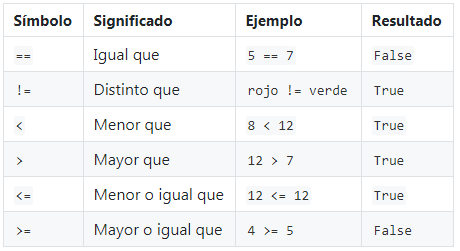 Símbolo Significado Ejemplo Resultado
== Igual que 5 == 7 False
!= Distinto que rojo != verde True
< Menor que 8 < 12 True
> Mayor que 12 > 7 True
<= Menor o igual que 12 <= 12 True
>= Mayor o igual que 4 >= 5 False